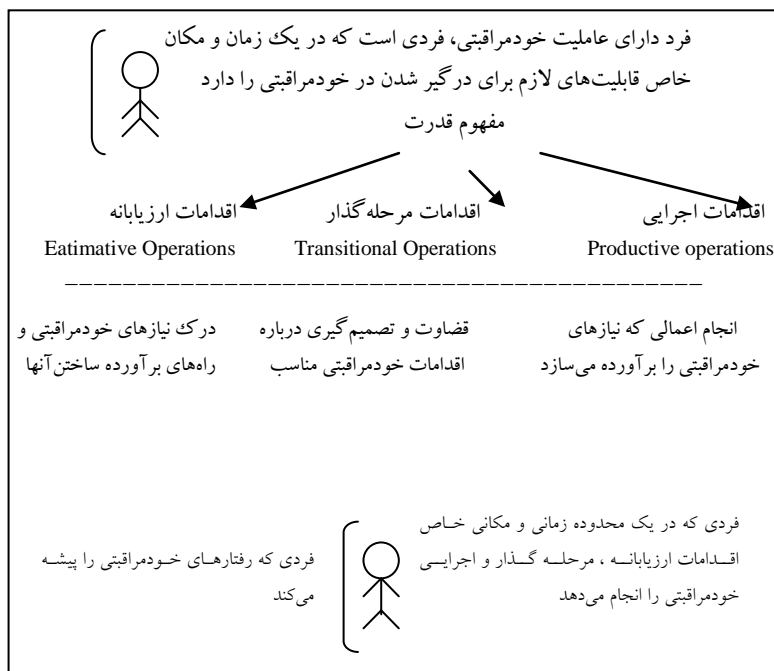 فرد دارای عاملیت خودمراقبتی، فردی است که در یک زمان و مکان
خاص قابلیت‌های لازم برای درگیر شدن در خودمراقبتی را دارد
مفهوم قدرت
اقدامات اجرایی
Productive operations
اقدامات مرحله‌گذار
Transitional Operations
اقدامات ارزیابانه
Eatimative Operations
انجام اعمالی که نیازهای
خودمراقبتی را برآورده می‌سازد
قضاوت و تصمیم‌گیری درباره
اقدامات خودمراقبتی مناسب
درک نیازهای خودمراقبتی و
راه‌های برآورده ساختن آنها
فردی که در یک محدوده زمانی و مکانی خاص
اقدامات ارزیابانه ، مرحله گذار و اجرایی
خودمراقبتی را انجام می‌دهد
فردی که رفتارهای خودمراقبتی را پیشه
می‌کند